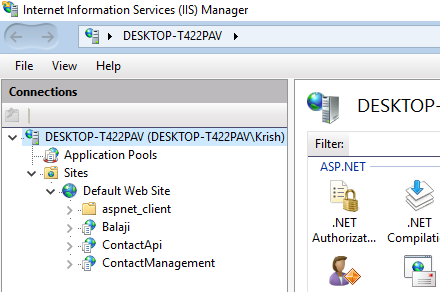 Internet Information Services (IIS) Manager
DESKTOP-T422PAV
File View Help
Connections
DESKTOP-T422PAV (DESKTOP-T422PAV\Krish)
Application Pools
Sites
Default Web Site
aspnet_client
Balaji
ContactApi
ContactManagement
DESKTOP-
Filter:
ASP.NET
.NET Authorizat...
.NET Compilatio